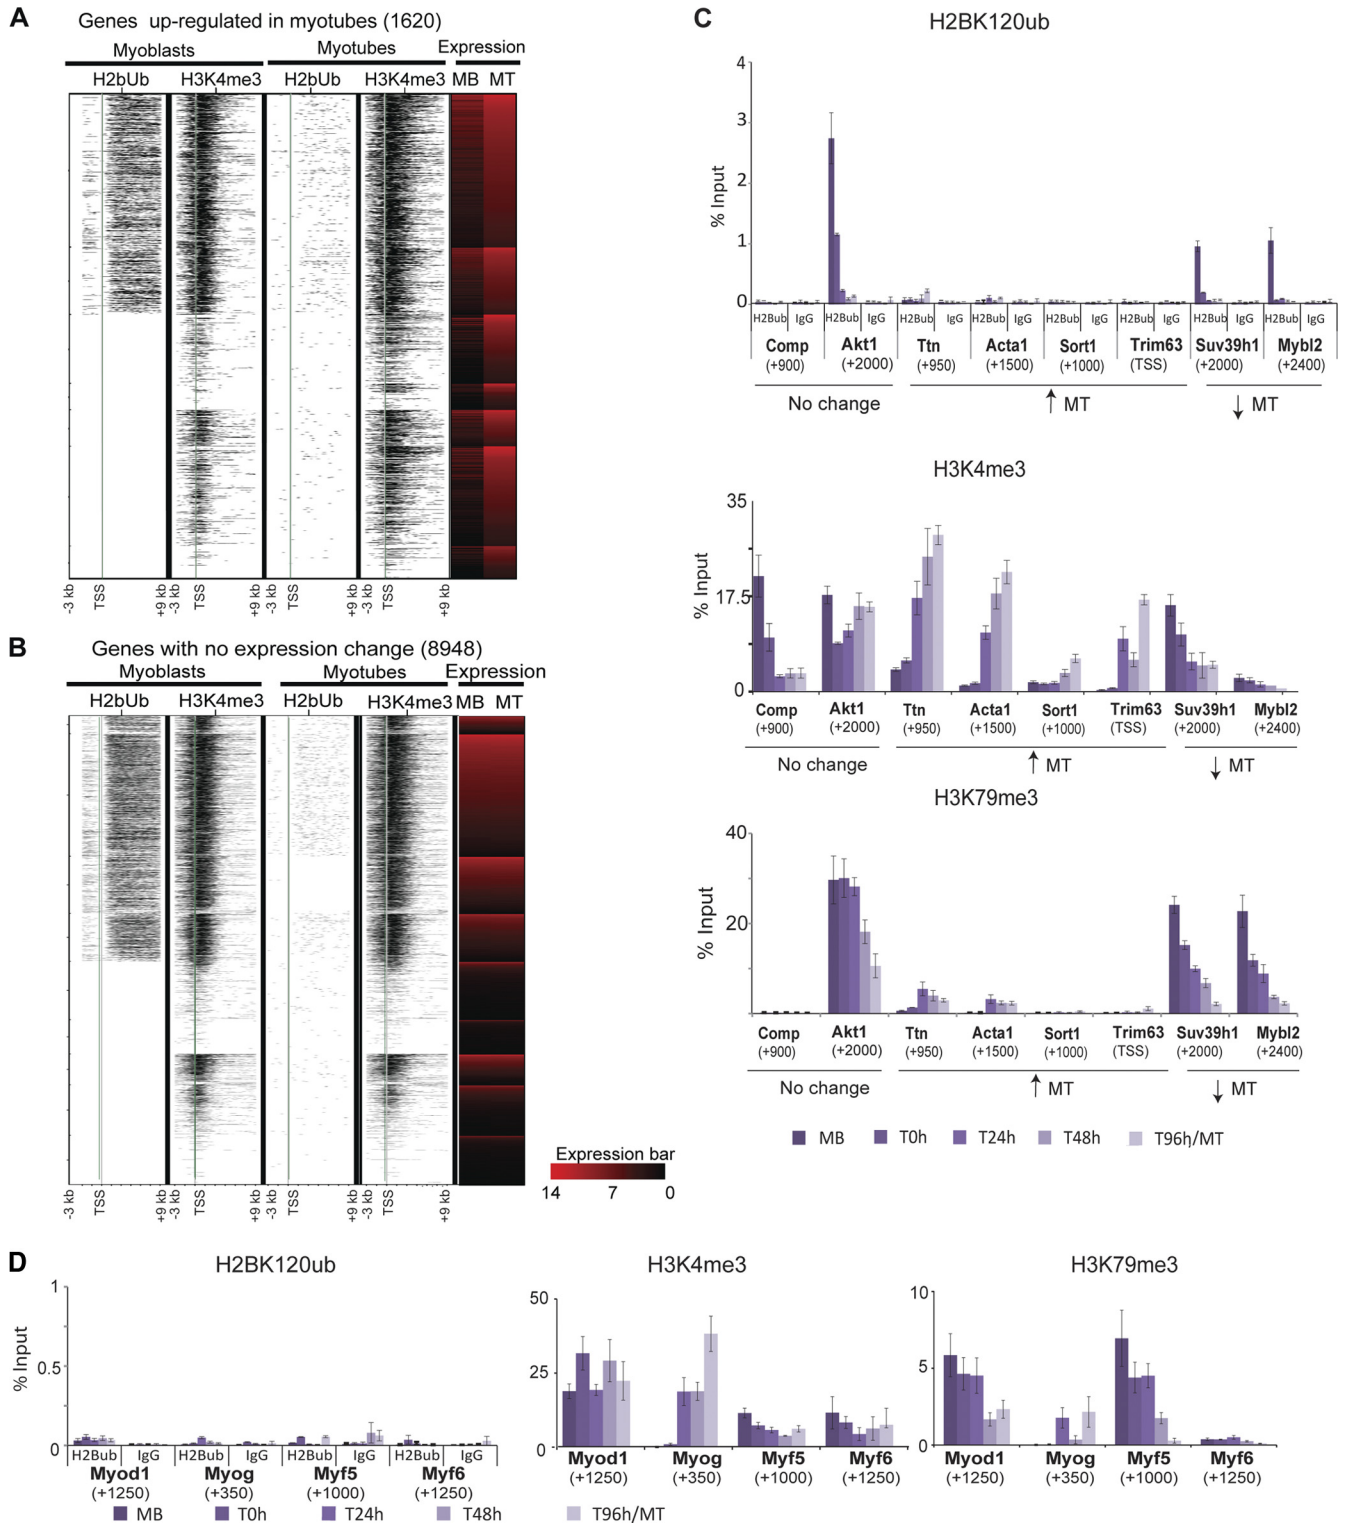 A
Genes up-regulated in myotubes (1620)
Myoblasts Myotubes Expression
H2bUb H3K4me3 H2bUb H3K4me3 MB MT
-3 kb TSS +9 kb -3 kb TSS +9 kb -3 kb TSS +9 kb -3 kb TSS +9 kb
B
Genes with no expression change (8948)
Myoblasts Myotubes Expression
H2bUb H3K4me3 H2bUb H3K4me3 MB MT
-3 kb TSS +9 kb -3 kb TSS +9 kb -3 kb TSS +9 kb -3 kb TSS +9 kb
Expression bar
14 7 0
C
H2BK120ub
% Input
4
3
2
1
0
H2Bub IgG H2Bub IgG H2Bub IgG H2Bub IgG H2Bub IgG H2Bub IgG H2Bub IgG H2Bub IgG
Comp Akt1 Ttn Acta1 Sort1 Trim63 Suv39h1 Mybl2
(+900) (+2000) (+950) (+1500) (+1000) (TSS) (+2000) (+2400)
No change ↑ MT ↓ MT
H3K4me3
% Input
35
17.5
0
Comp Akt1 Ttn Acta1 Sort1 Trim63 Suv39h1 Mybl2
(+900) (+2000) (+950) (+1500) (+1000) (TSS) (+2000) (+2400)
No change ↑ MT ↓ MT
H3K79me3
% Input
40
20
Comp Akt1 Ttn Acta1 Sort1 Trim63 Suv39h1 Mybl2
(+900) (+2000) (+950) (+1500) (+1000) (TSS) (+2000) (+2400)
No change ↑ MT ↓ MT
MB T0h T24h T48h T96h/MT
D
H2BK120ub
% Input
1
0.5
0
H2Bub IgG H2Bub IgG H2Bub IgG H2Bub IgG
Myod1 Myog Myf5 Myf6
(+1250) (+350) (+1000) (+1250)
H3K4me3
50
25
0
Myod1 Myog Myf5 Myf6
(+1250) (+350) (+1000) (+1250)
H3K79me3
10
5
0
Myod1 Myog Myf5 Myf6
(+1250) (+350) (+1000) (+1250)
MB T0h T24h T48h T96h/MT